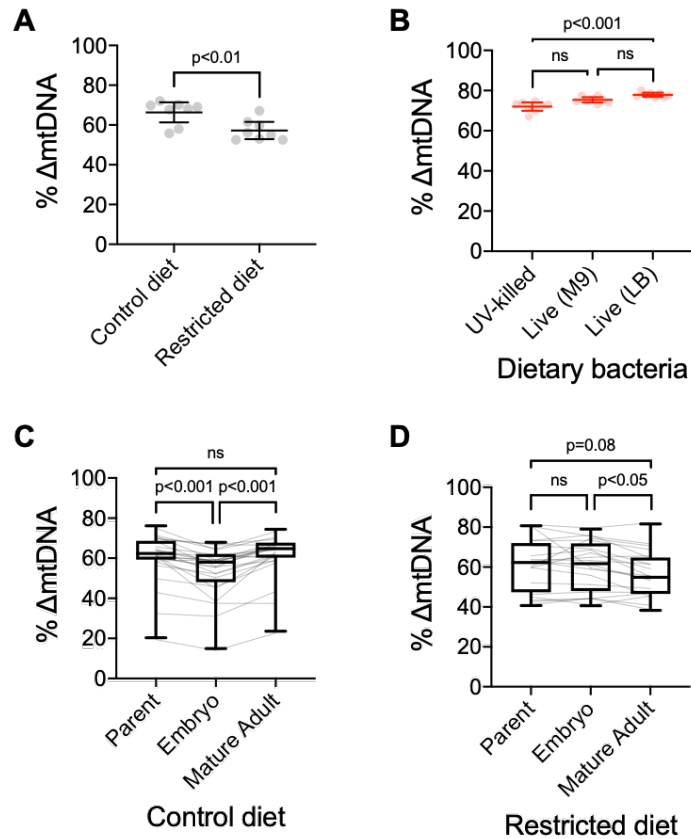 A
% ΔmtDNA
100
80
60
40
20
0
p<0.01
Control diet
Restricted diet
B
% ΔmtDNA
100
80
60
40
20
0
p<0.001
ns
ns
UV-killed
Live (M9)
Live (LB)
Dietary bacteria
C
% ΔmtDNA
100
80
60
40
20
0
ns
p<0.001
p<0.001
Parent
Embryo
Mature Adult
Control diet
D
% ΔmtDNA
100
80
60
40
20
0
p=0.08
ns
p<0.05
Parent
Embryo
Mature Adult
Restricted diet